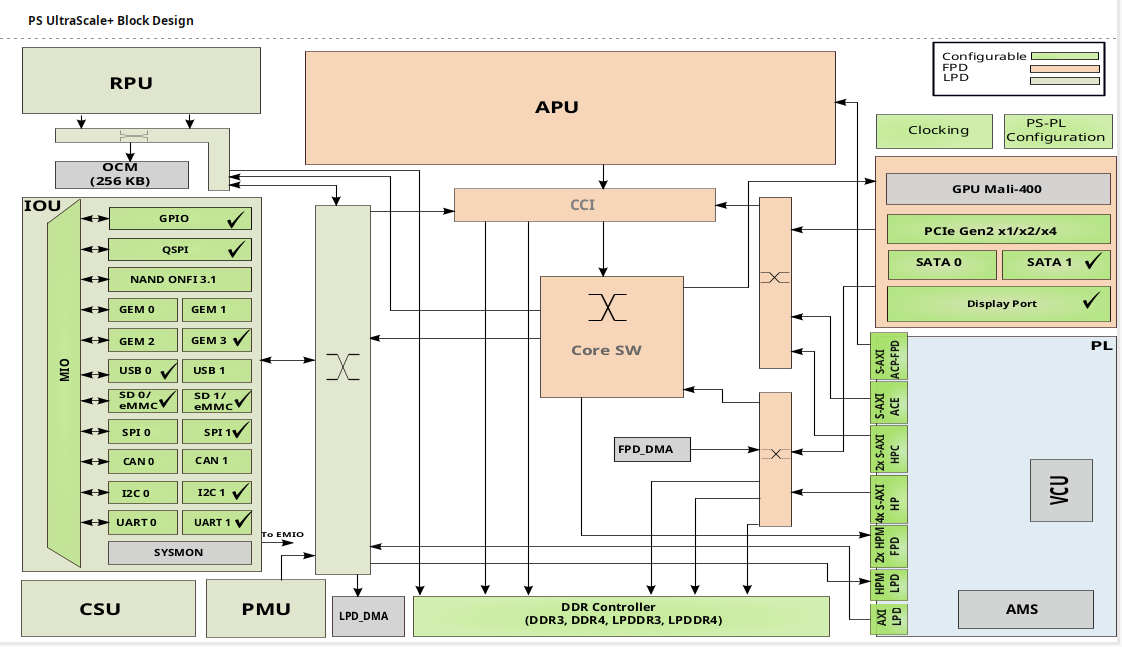 PS UltraScale+ Block Design
RPU
APU
Configurable
FPD
LPD
Clocking
PS-PL
Configuration
OCM
(256 KB)
IOU
GPIO
QSPI
NAND ONFI 3.1
GEM 0
GEM 1
GEM 2
GEM 3
USB 0
USB 1
SD 0/
eMMC
SD 1/
eMMC
SPI 0
SPI 1
CAN 0
CAN 1
I2C 0
I2C 1
UART 0
UART 1
SYSMON
MIO
To EMIO
CCI
Core SW
FPD_DMA
GPU Mali-400
PCIe Gen2 x1/x2/x4
SATA 0
SATA 1
Display Port
PL
S-AXI
ACP-FPD
S-AXI
ACE
2x S-AXI
HPC
4x S-AXI
HP
2x HPM
FPD
HPM
LPD
AXI
LPD
VCU
AMS
CSU
PMU
LPD_DMA
DDR Controller
(DDR3, DDR4, LPDDR3, LPDDR4)